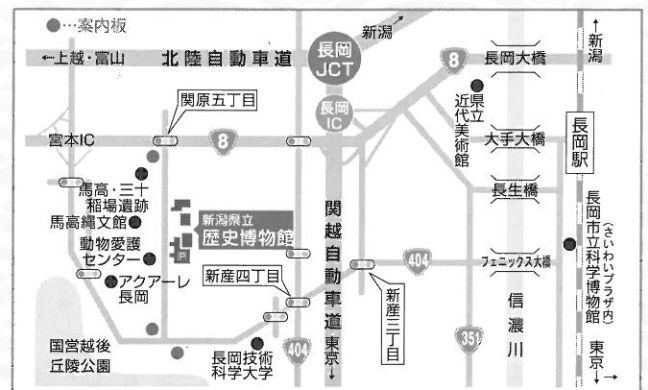 ●…案内板
←上越・富山
北陸自動車道
長岡
JCT
新潟
長岡
IC
8
長岡大橋
新潟
県立
近代美術館
関原五丁目
宮本IC
8
大手大橋
長岡駅
馬高・三十
稲場遺跡
馬高縄文館
動物愛護
センター
アクアーレ
長岡
新潟県立
歴史博物館
P
関越自動車道
東京
長生橋
404
フェニックス大橋
長岡市立科学博物館
(さいわいプラザ内)
新産四丁目
新産三丁目
信濃川
351
404
国営越後
丘陵公園
長岡技術
科学大学
東京